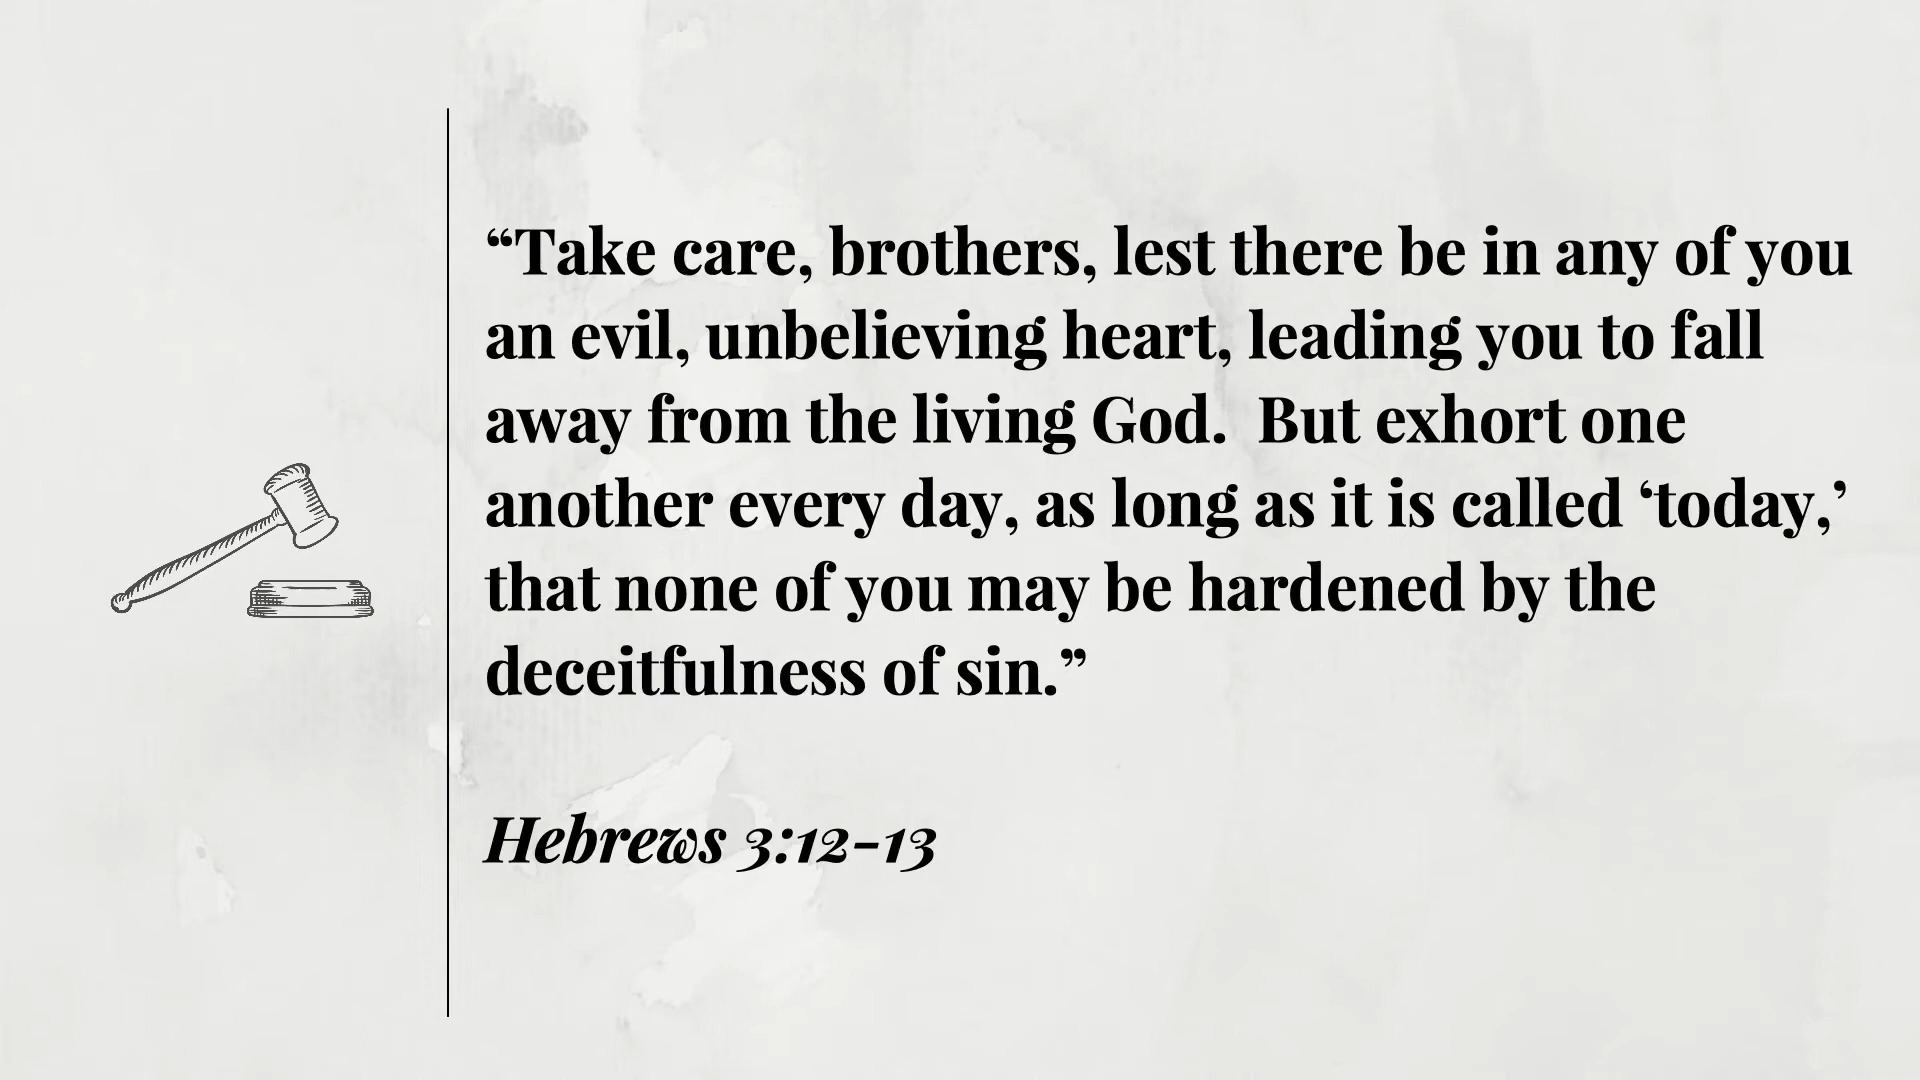 “Take care, brothers, lest there be in any of you
an evil, unbelieving heart, leading you to fall
away from the living God.  But exhort one
another every day, as long as it is called ‘today,’
that none of you may be hardened by the
deceitfulness of sin.”
Hebrews 3:12-13